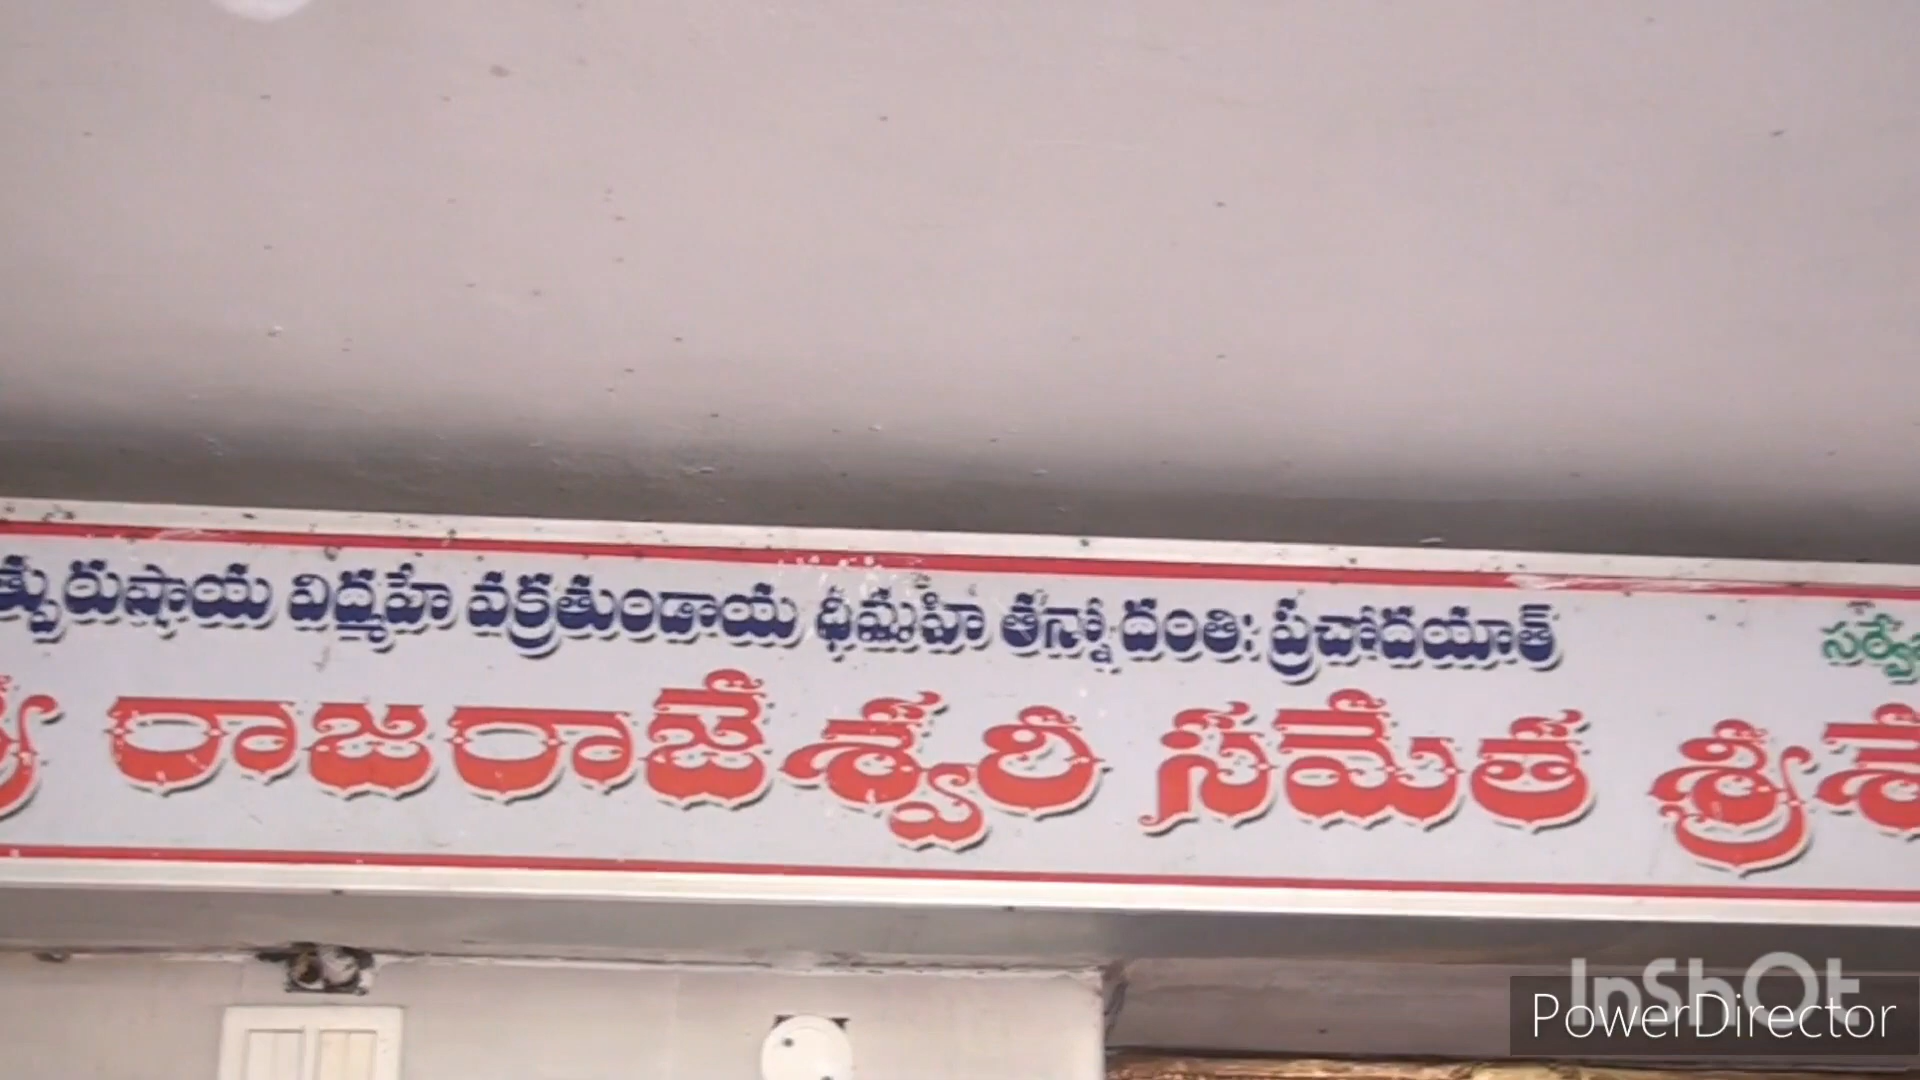 త్పురుషాయ విద్మహే వక్రతుండాయ ధీమహి తన్నో దంతి: ప్రచోదయాత్
రాజరాజేశ్వరీ సమేత శ్రీ
InShOt
PowerDirector